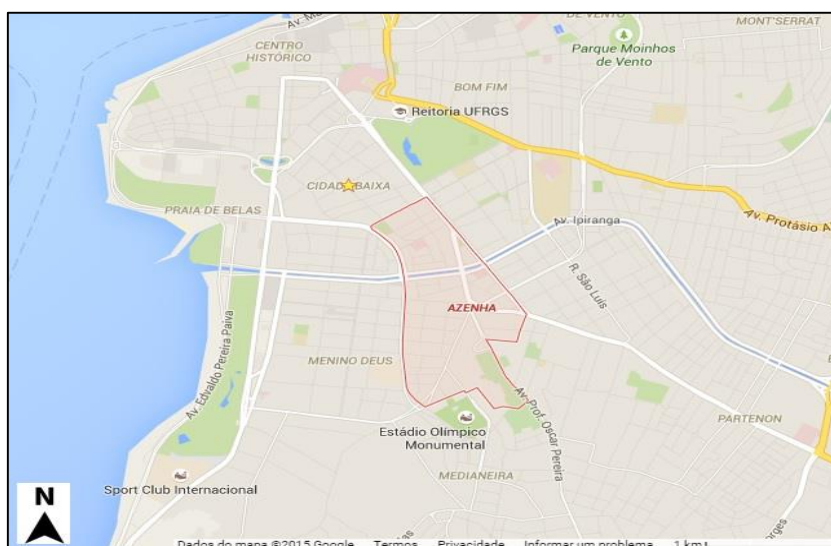 Av. Ma
DE VENTO
MONT'SERRAT
CENTRO
HISTÓRICO
Parque Moinhos
de Vento
BOM FIM
Reitoria UFRGS
CIDADE BAIXA
PRAIA DE BELAS
Av. Ipiranga
Av. Protásio A
R. São Luís
AZENHA
Av. Edvaldo Pereira Paiva
MENINO DEUS
Estádio Olímpico
Monumental
Av. Prof. Oscar Pereira
PARTENON
MEDIANEIRA
Sport Club Internacional
N
Dados do mapa ©2015 Google Termos Privacidade Informar um problema 1 km